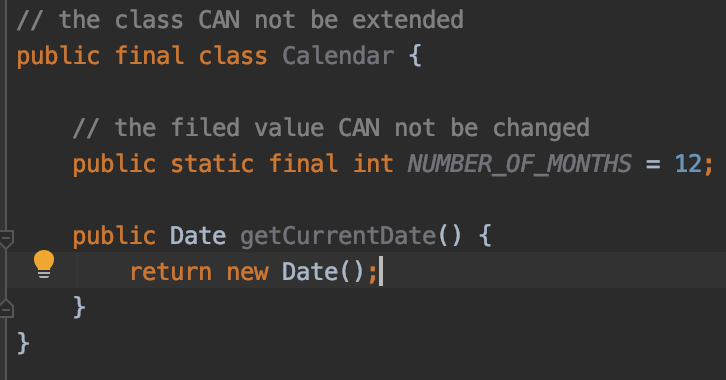 // the class CAN not be extended
public final class Calendar {
// the filed value CAN not be changed
public static final int NUMBER_OF_MONTHS = 12;
public Date getCurrentDate() {
return new Date();
}
}